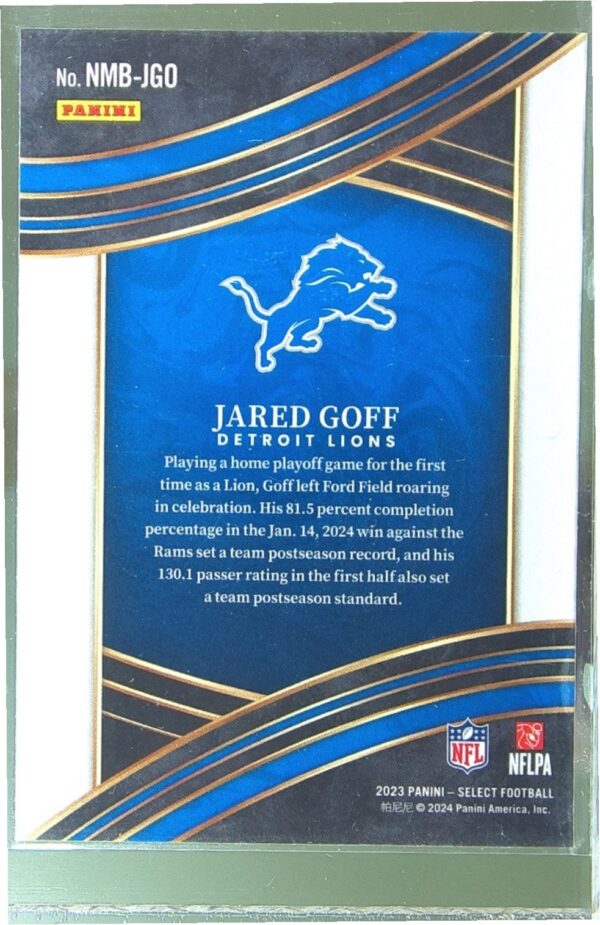 No. NMB-JGO
PANINI
JARED GOFF
DETROIT LIONS
Playing a home playoff game for the first
time as a Lion, Goff left Ford Field roaring
in celebration. His 81.5 percent completion
percentage in the Jan. 14, 2024 win against the
Rams set a team postseason record, and his
130.1 passer rating in the first half also set
a team postseason standard.
NFL
NFLPA
2023 PANINI – SELECT FOOTBALL
帕尼尼 © 2024 Panini America, Inc.